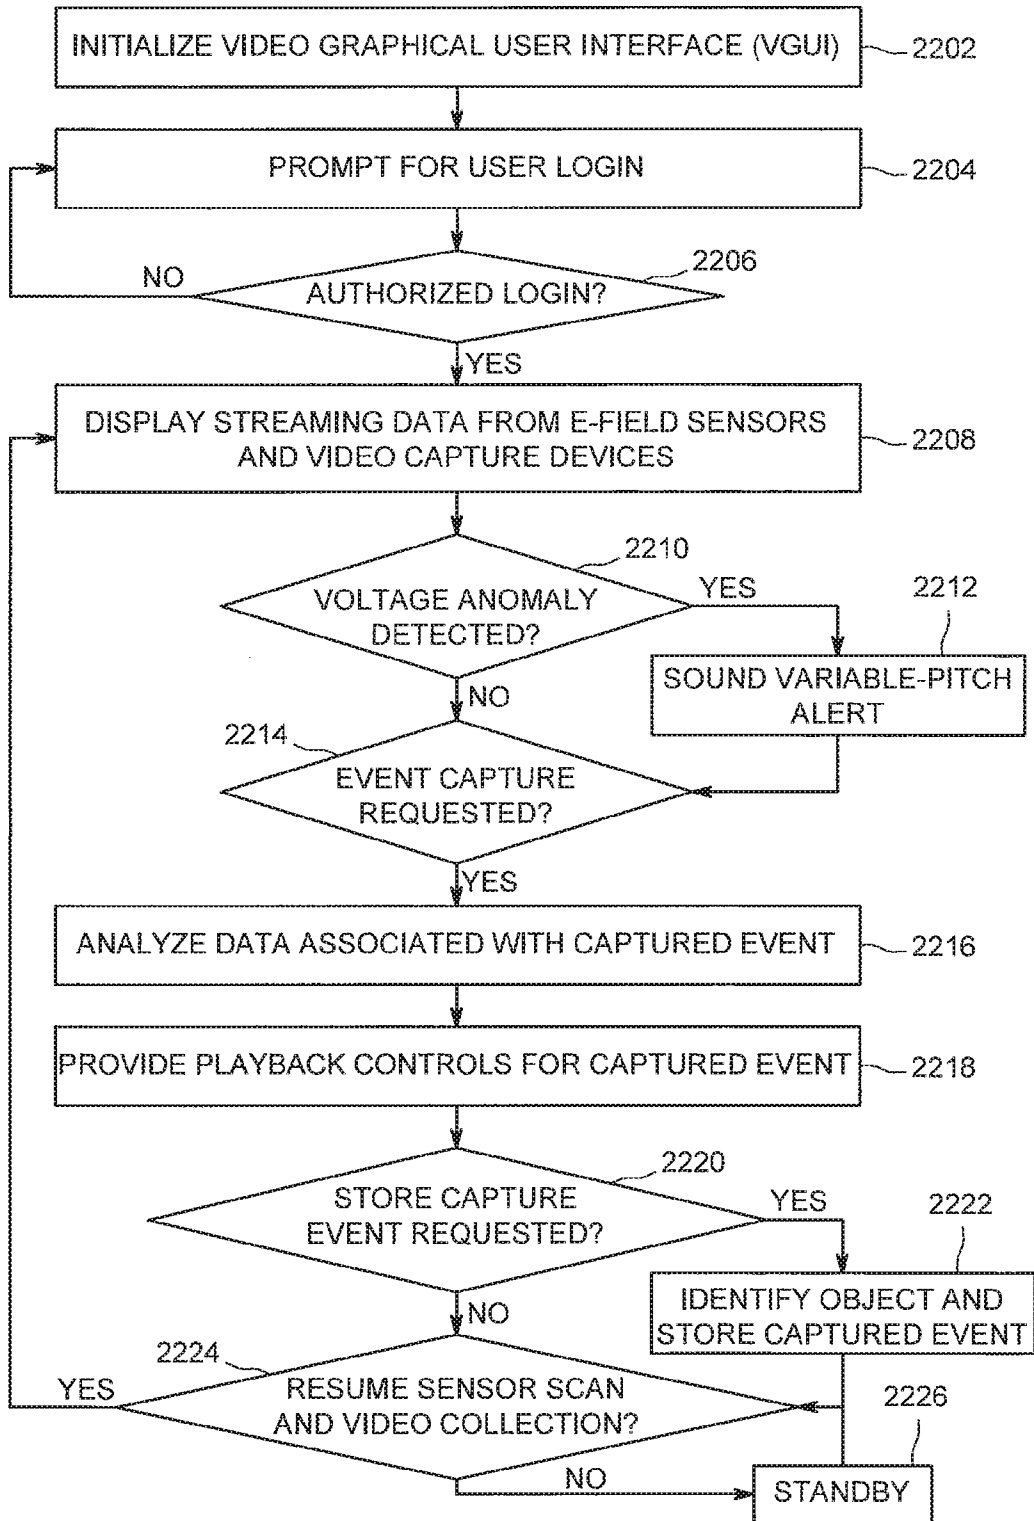 INITIALIZE VIDEO GRAPHICAL USER INTERFACE (VGUI)
2202
PROMPT FOR USER LOGIN
2204
2206
NO
AUTHORIZED LOGIN?
YES
DISPLAY STREAMING DATA FROM E-FIELD SENSORS
AND VIDEO CAPTURE DEVICES
2208
2210
YES
VOLTAGE ANOMALY
DETECTED?
2212
SOUND VARIABLE-PITCH
ALERT
NO
2214
EVENT CAPTURE
REQUESTED?
YES
ANALYZE DATA ASSOCIATED WITH CAPTURED EVENT
2216
PROVIDE PLAYBACK CONTROLS FOR CAPTURED EVENT
2218
2220
STORE CAPTURE
EVENT REQUESTED?
YES
2222
IDENTIFY OBJECT AND
STORE CAPTURED EVENT
NO
2224
YES
RESUME SENSOR SCAN
AND VIDEO COLLECTION?
2226
NO
STANDBY